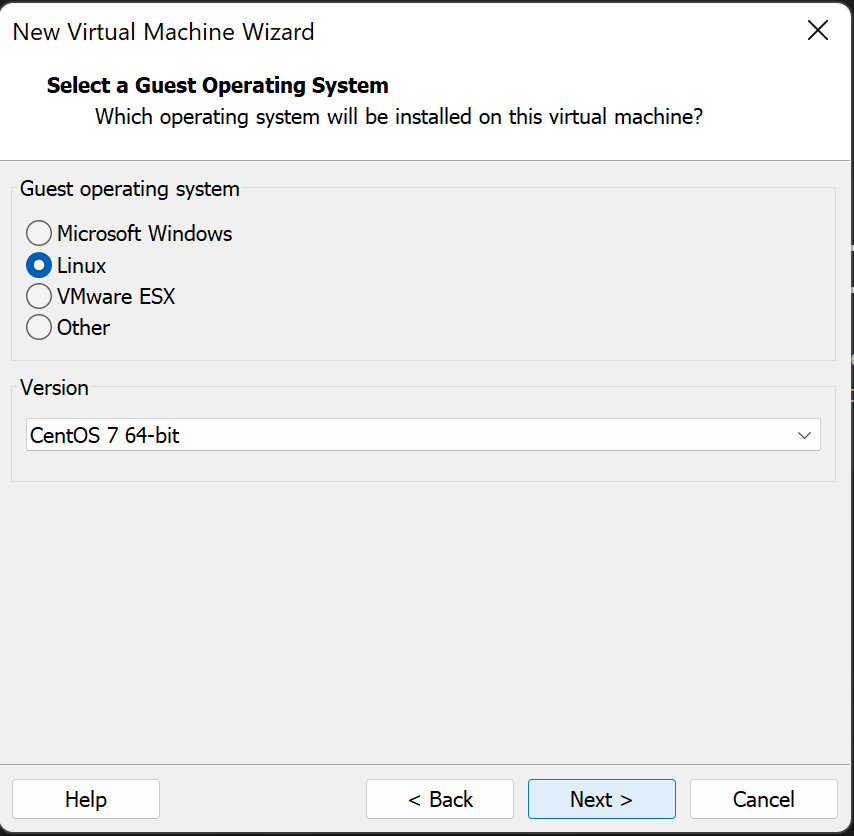 New Virtual Machine Wizard
Select a Guest Operating System
Which operating system will be installed on this virtual machine?
Guest operating system
Microsoft Windows
Linux
VMware ESX
Other
Version
CentOS 7 64-bit
Help
< Back
Next >
Cancel